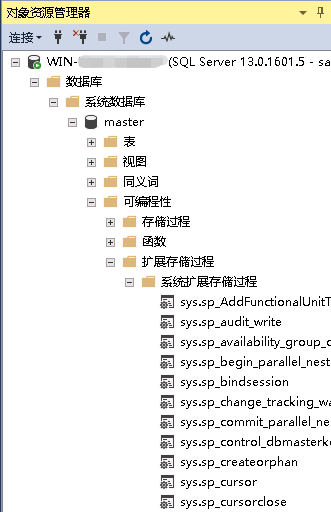 对象资源管理器
连接
WIN- (SQL Server 13.0.1601.5 - sa
数据库
系统数据库
master
表
视图
同义词
可编程性
存储过程
函数
扩展存储过程
系统扩展存储过程
sys.sp_AddFunctionalUnitT
sys.sp_audit_write
sys.sp_availability_group_c
sys.sp_begin_parallel_nest
sys.sp_bindsession
sys.sp_change_tracking_wa
sys.sp_commit_parallel_ne
sys.sp_control_dbmasterke
sys.sp_createorphan
sys.sp_cursor
sys.sp_cursorclose